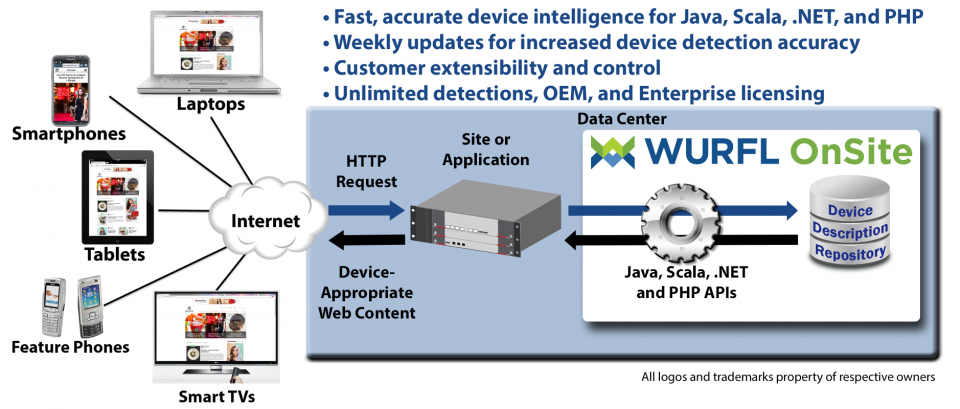 • Fast, accurate device intelligence for Java, Scala, .NET, and PHP
• Weekly updates for increased device detection accuracy
• Customer extensibility and control
• Unlimited detections, OEM, and Enterprise licensing
Laptops
Smartphones
Tablets
Feature Phones
Smart TVs
Internet
HTTP
Request
Device-
Appropriate
Web Content
Site or
Application
Data Center
WURFL OnSite
Device
Description
Repository
Java, Scala, .NET
and PHP APIs
NOKIA
All logos and trademarks property of respective owners